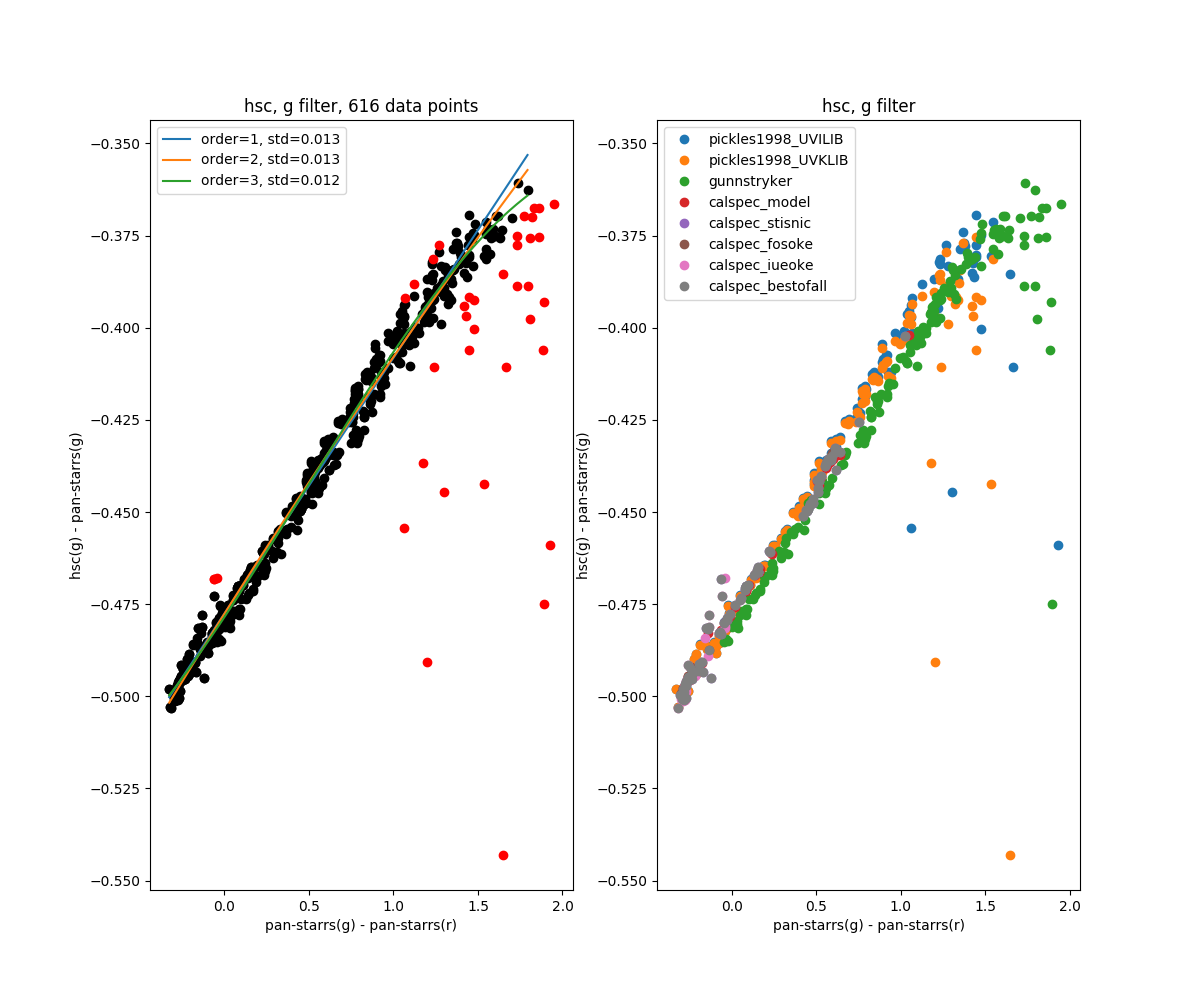 hsc, g filter, 616 data points
order=1, std=0.013
order=2, std=0.013
order=3, std=0.012
−0.350
−0.375
−0.400
−0.425
−0.450
−0.475
−0.500
−0.525
−0.550
hsc(g) - pan-starrs(g)
0.0 0.5 1.0 1.5 2.0
pan-starrs(g) - pan-starrs(r)
hsc, g filter
pickles1998_UVILIB
pickles1998_UVKLIB
gunnstryker
calspec_model
calspec_stisnic
calspec_fosoke
calspec_iueoke
calspec_bestofall
−0.350
−0.375
−0.400
−0.425
−0.450
−0.475
−0.500
−0.525
−0.550
hsc(g) - pan-starrs(g)
0.0 0.5 1.0 1.5 2.0
pan-starrs(g) - pan-starrs(r)